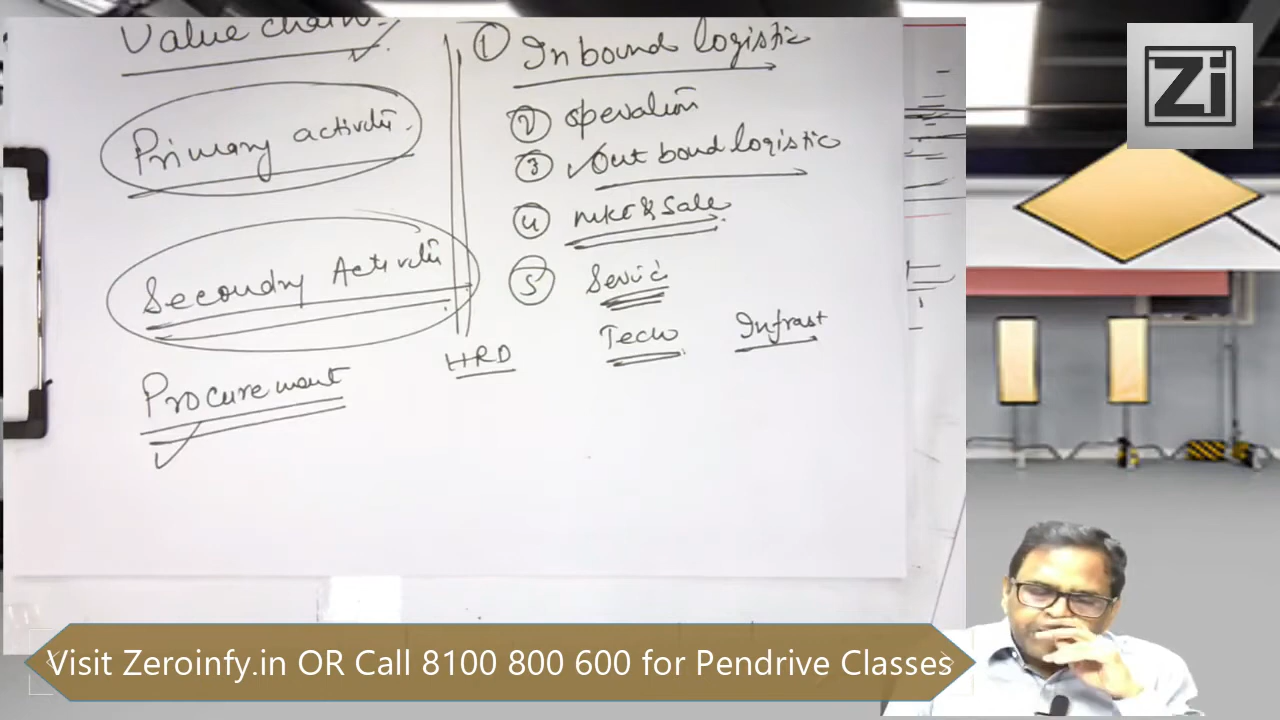 Value chain
Primary activiti
Secondry Activiti
Procurement
HRD
Tech
Infrast
① Inbound logistic
② operation
③ Out bond logistic
④ mkt & Sale
⑤ Servic
Zi
Visit Zeroinfy.in OR Call 8100 800 600 for Pendrive Classes